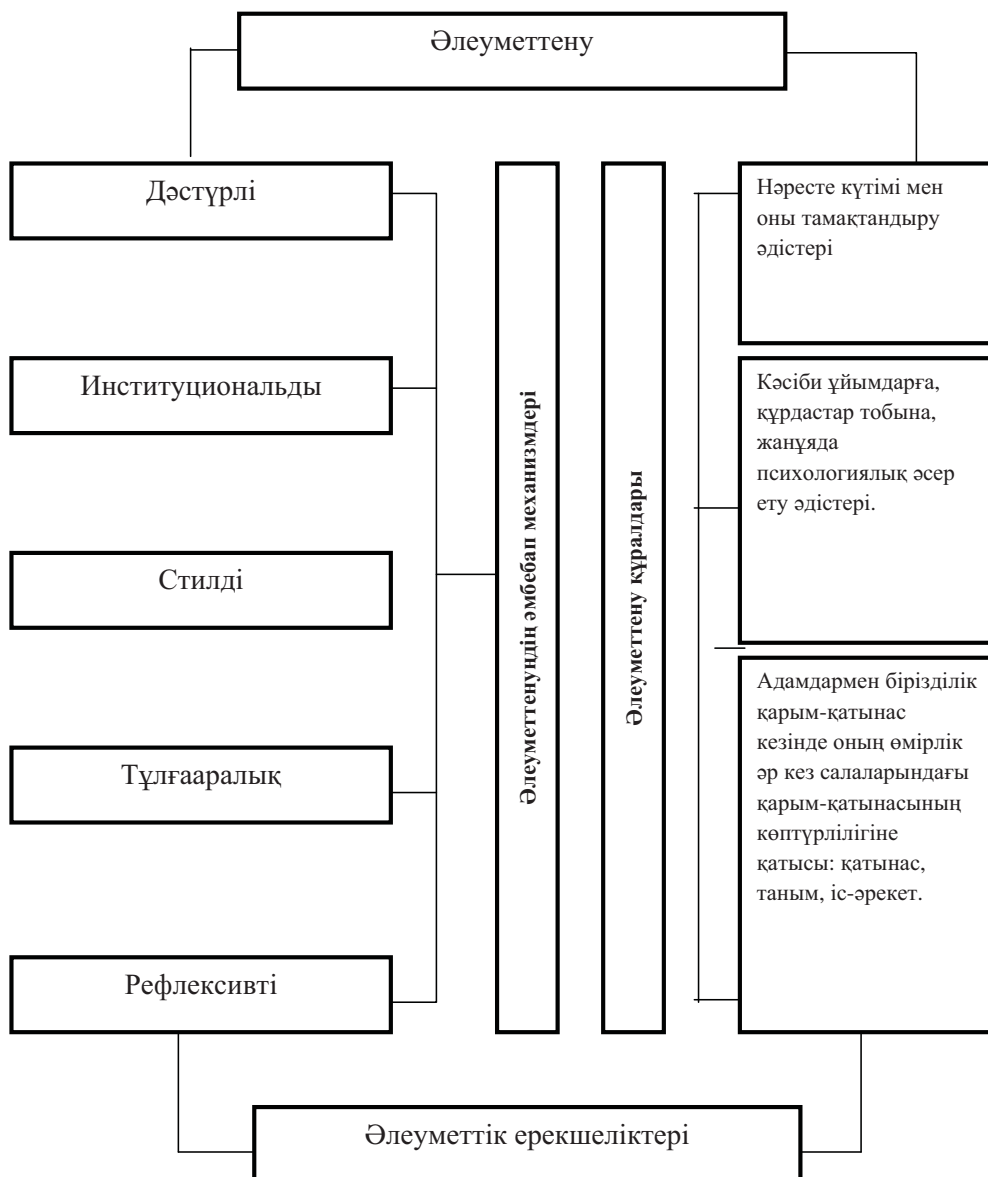 Әлеуметтену
Дәстүрлі
Институциональды
Стилді
Тұлғааралық
Рефлексивті
Әлеуметтенундің әмбебап механизмдері
Әлеуметтену құралдары
Нәресте күтімі мен
оны тамақтандыру
әдістері
Кәсіби ұйымдарға,
құрдастар тобына,
жанұяда
психологиялық әсер
ету әдістері.
Адамдармен бірізділік
қарым-қатынас
кезінде оның өмірлік
әр кез салаларындағы
қарым-қатынасының
көптүрлілігіне
қатысы: қатынас,
таным, іс-әрекет.
Әлеуметтік ерекшеліктері